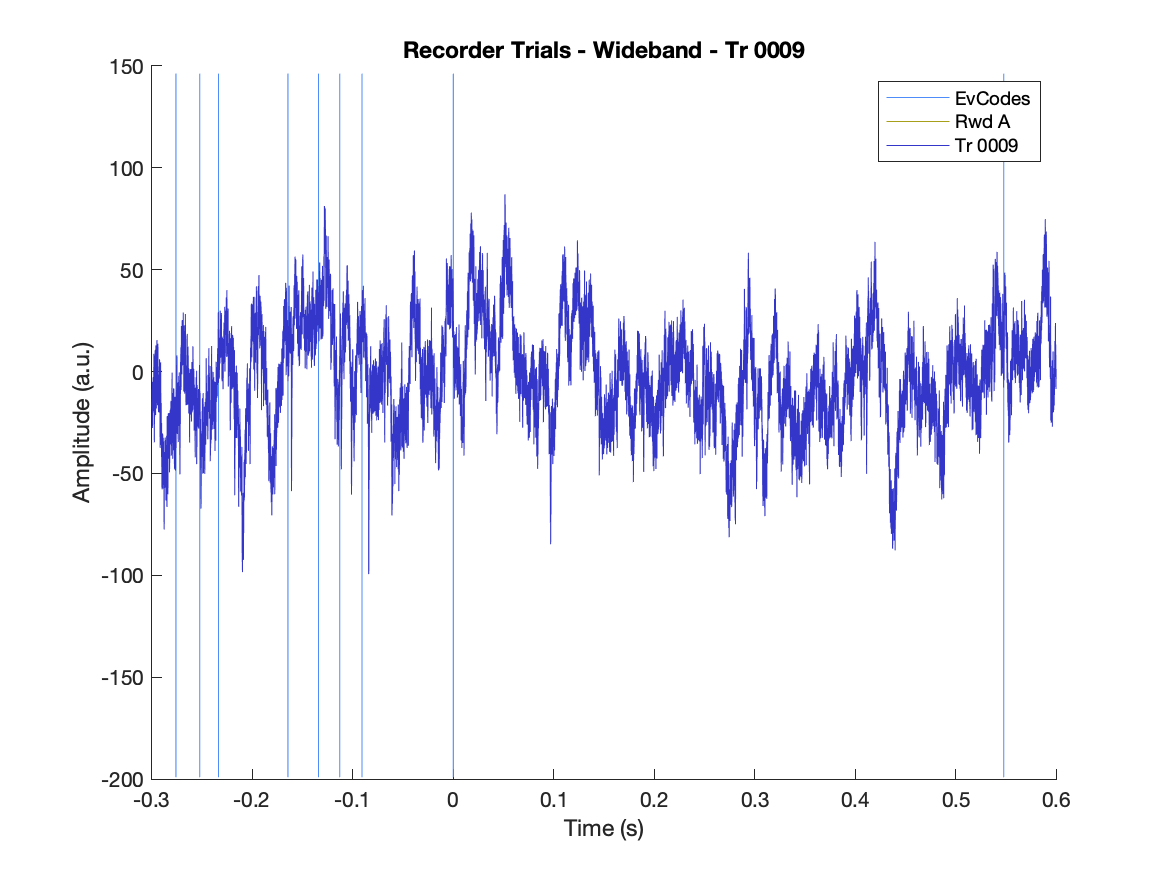 Recorder Trials - Wideband - Tr 0009
150
100
50
0
-50
-100
-150
-200
Amplitude (a.u.)
EvCodes
Rwd A
Tr 0009
-0.3 -0.2 -0.1 0 0.1 0.2 0.3 0.4 0.5 0.6
Time (s)